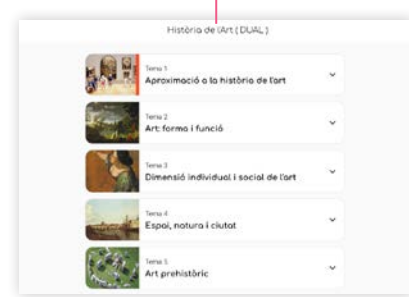 Història de l'Art ( DUAL )
Tema 1
Aproximació a la història de l'art
Tema 2
Art: forma i funció
Tema 3
Dimensió individual i social de l'art
Tema 4
Espai, natura i ciutat
Tema 5
Art prehistòric